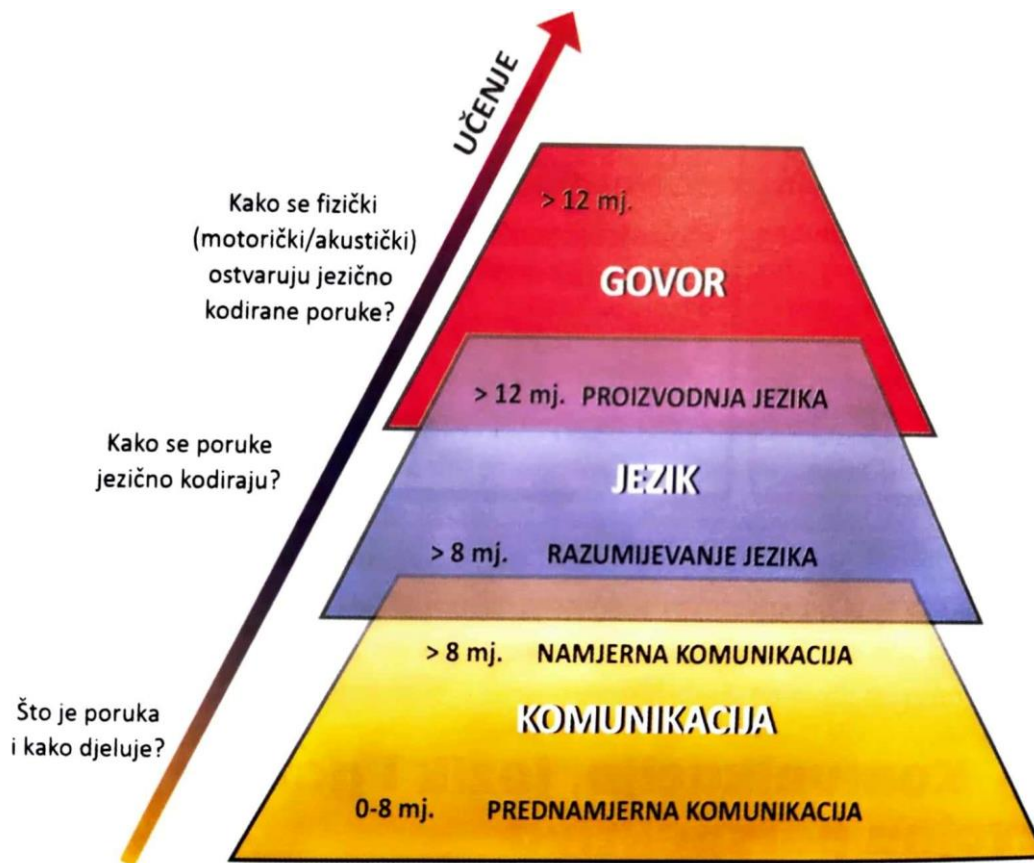 UČENJE
Kako se fizički
(motorički/akustički)
ostvaruju jezično
kodirane poruke?
> 12 mj.
GOVOR
> 12 mj. PROIZVODNJA JEZIKA
Kako se poruke
jezično kodiraju?
JEZIK
> 8 mj. RAZUMIJEVANJE JEZIKA
> 8 mj. NAMJERNA KOMUNIKACIJA
Što je poruka
i kako djeluje?
KOMUNIKACIJA
0-8 mj. PREDNAMJERNA KOMUNIKACIJA